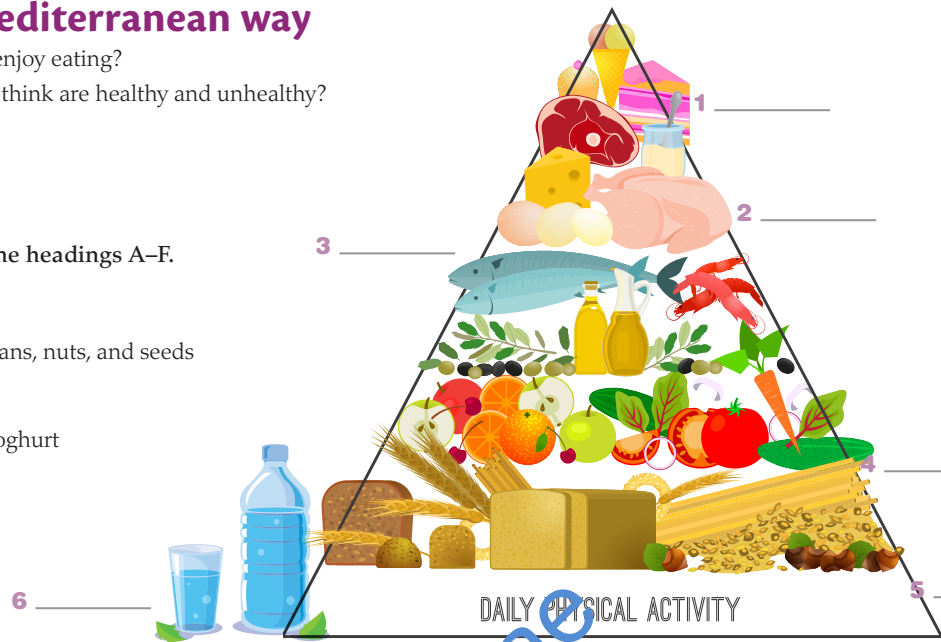 editerranean way
enjoy eating?
think are healthy and unhealthy?
1
2
3
ne headings A–F.
ans, nuts, and seeds
oghurt
4
5
6
DAILY PHYSICAL ACTIVITY